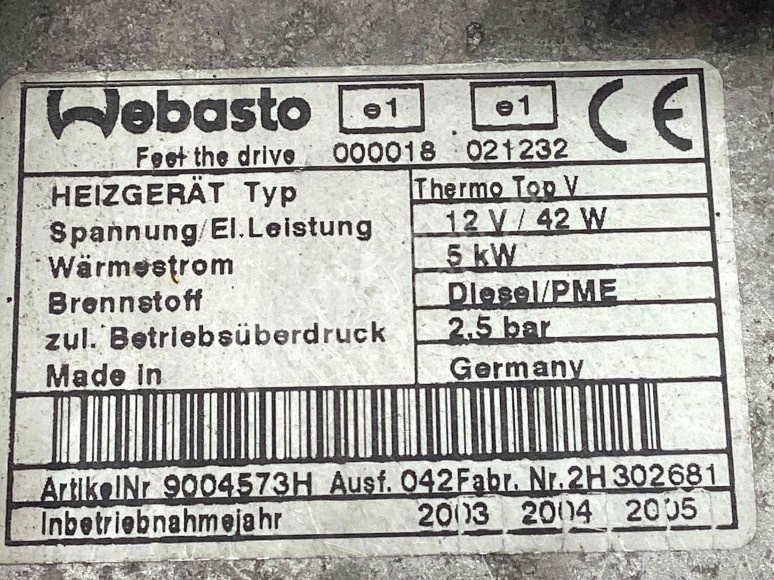 Webasto e1 e1 CE
Feel the drive 000018 021232
HEIZGERÄT Typ Thermo Top V
Spannung/El.Leistung 12 V / 42 W
Wärmestrom 5 kW
Brennstoff Diesel/PME
zul. Betriebsüberdruck 2,5 bar
Made in Germany
ArtikelNr 9004573H Ausf. 042 Fabr. Nr. 2H302681
Inbetriebnahmejahr 2003 2004 2005